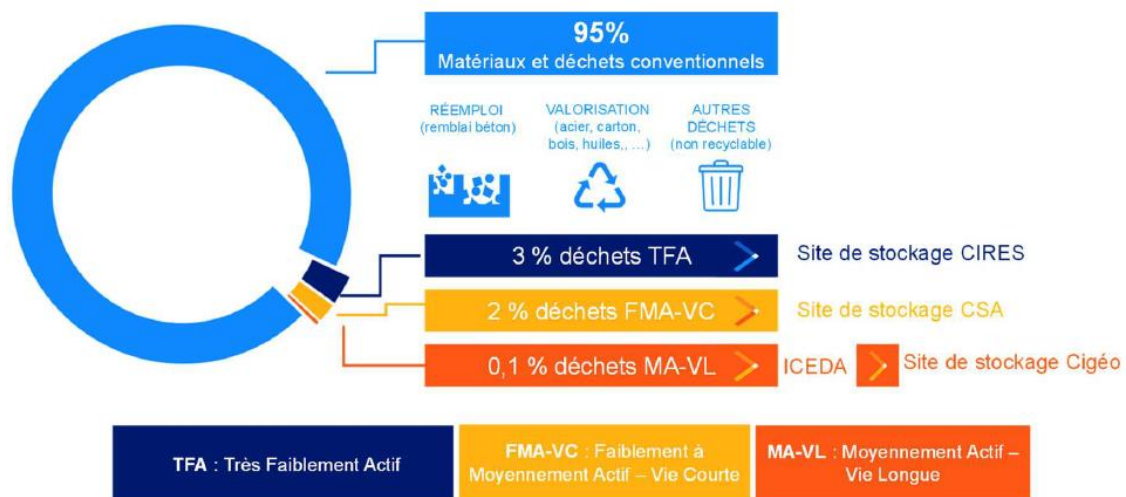 95%
Matériaux et déchets conventionnels
RÉEMPLOI
(remblai béton)
VALORISATION
(acier, carton,
bois, huiles,, ...)
AUTRES
DÉCHETS
(non recyclable)
3 % déchets TFA
Site de stockage CIRES
2 % déchets FMA-VC
Site de stockage CSA
0,1 % déchets MA-VL
ICEDA
Site de stockage Cigéo
TFA : Très Faiblement Actif
FMA-VC : Faiblement à
Moyennement Actif – Vie Courte
MA-VL : Moyennement Actif –
Vie Longue